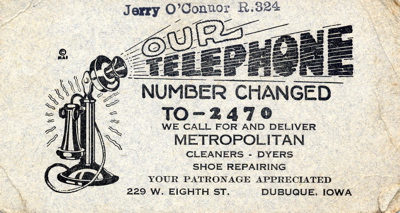 Jerry O'Connor R.324
OUR
TELEPHONE
NUMBER CHANGED
TO-2470
WE CALL FOR AND DELIVER
METROPOLITAN
CLEANERS - DYERS
SHOE REPAIRING
YOUR PATRONAGE APPRECIATED
229 W. EIGHTH ST. DUBUQUE, IOWA